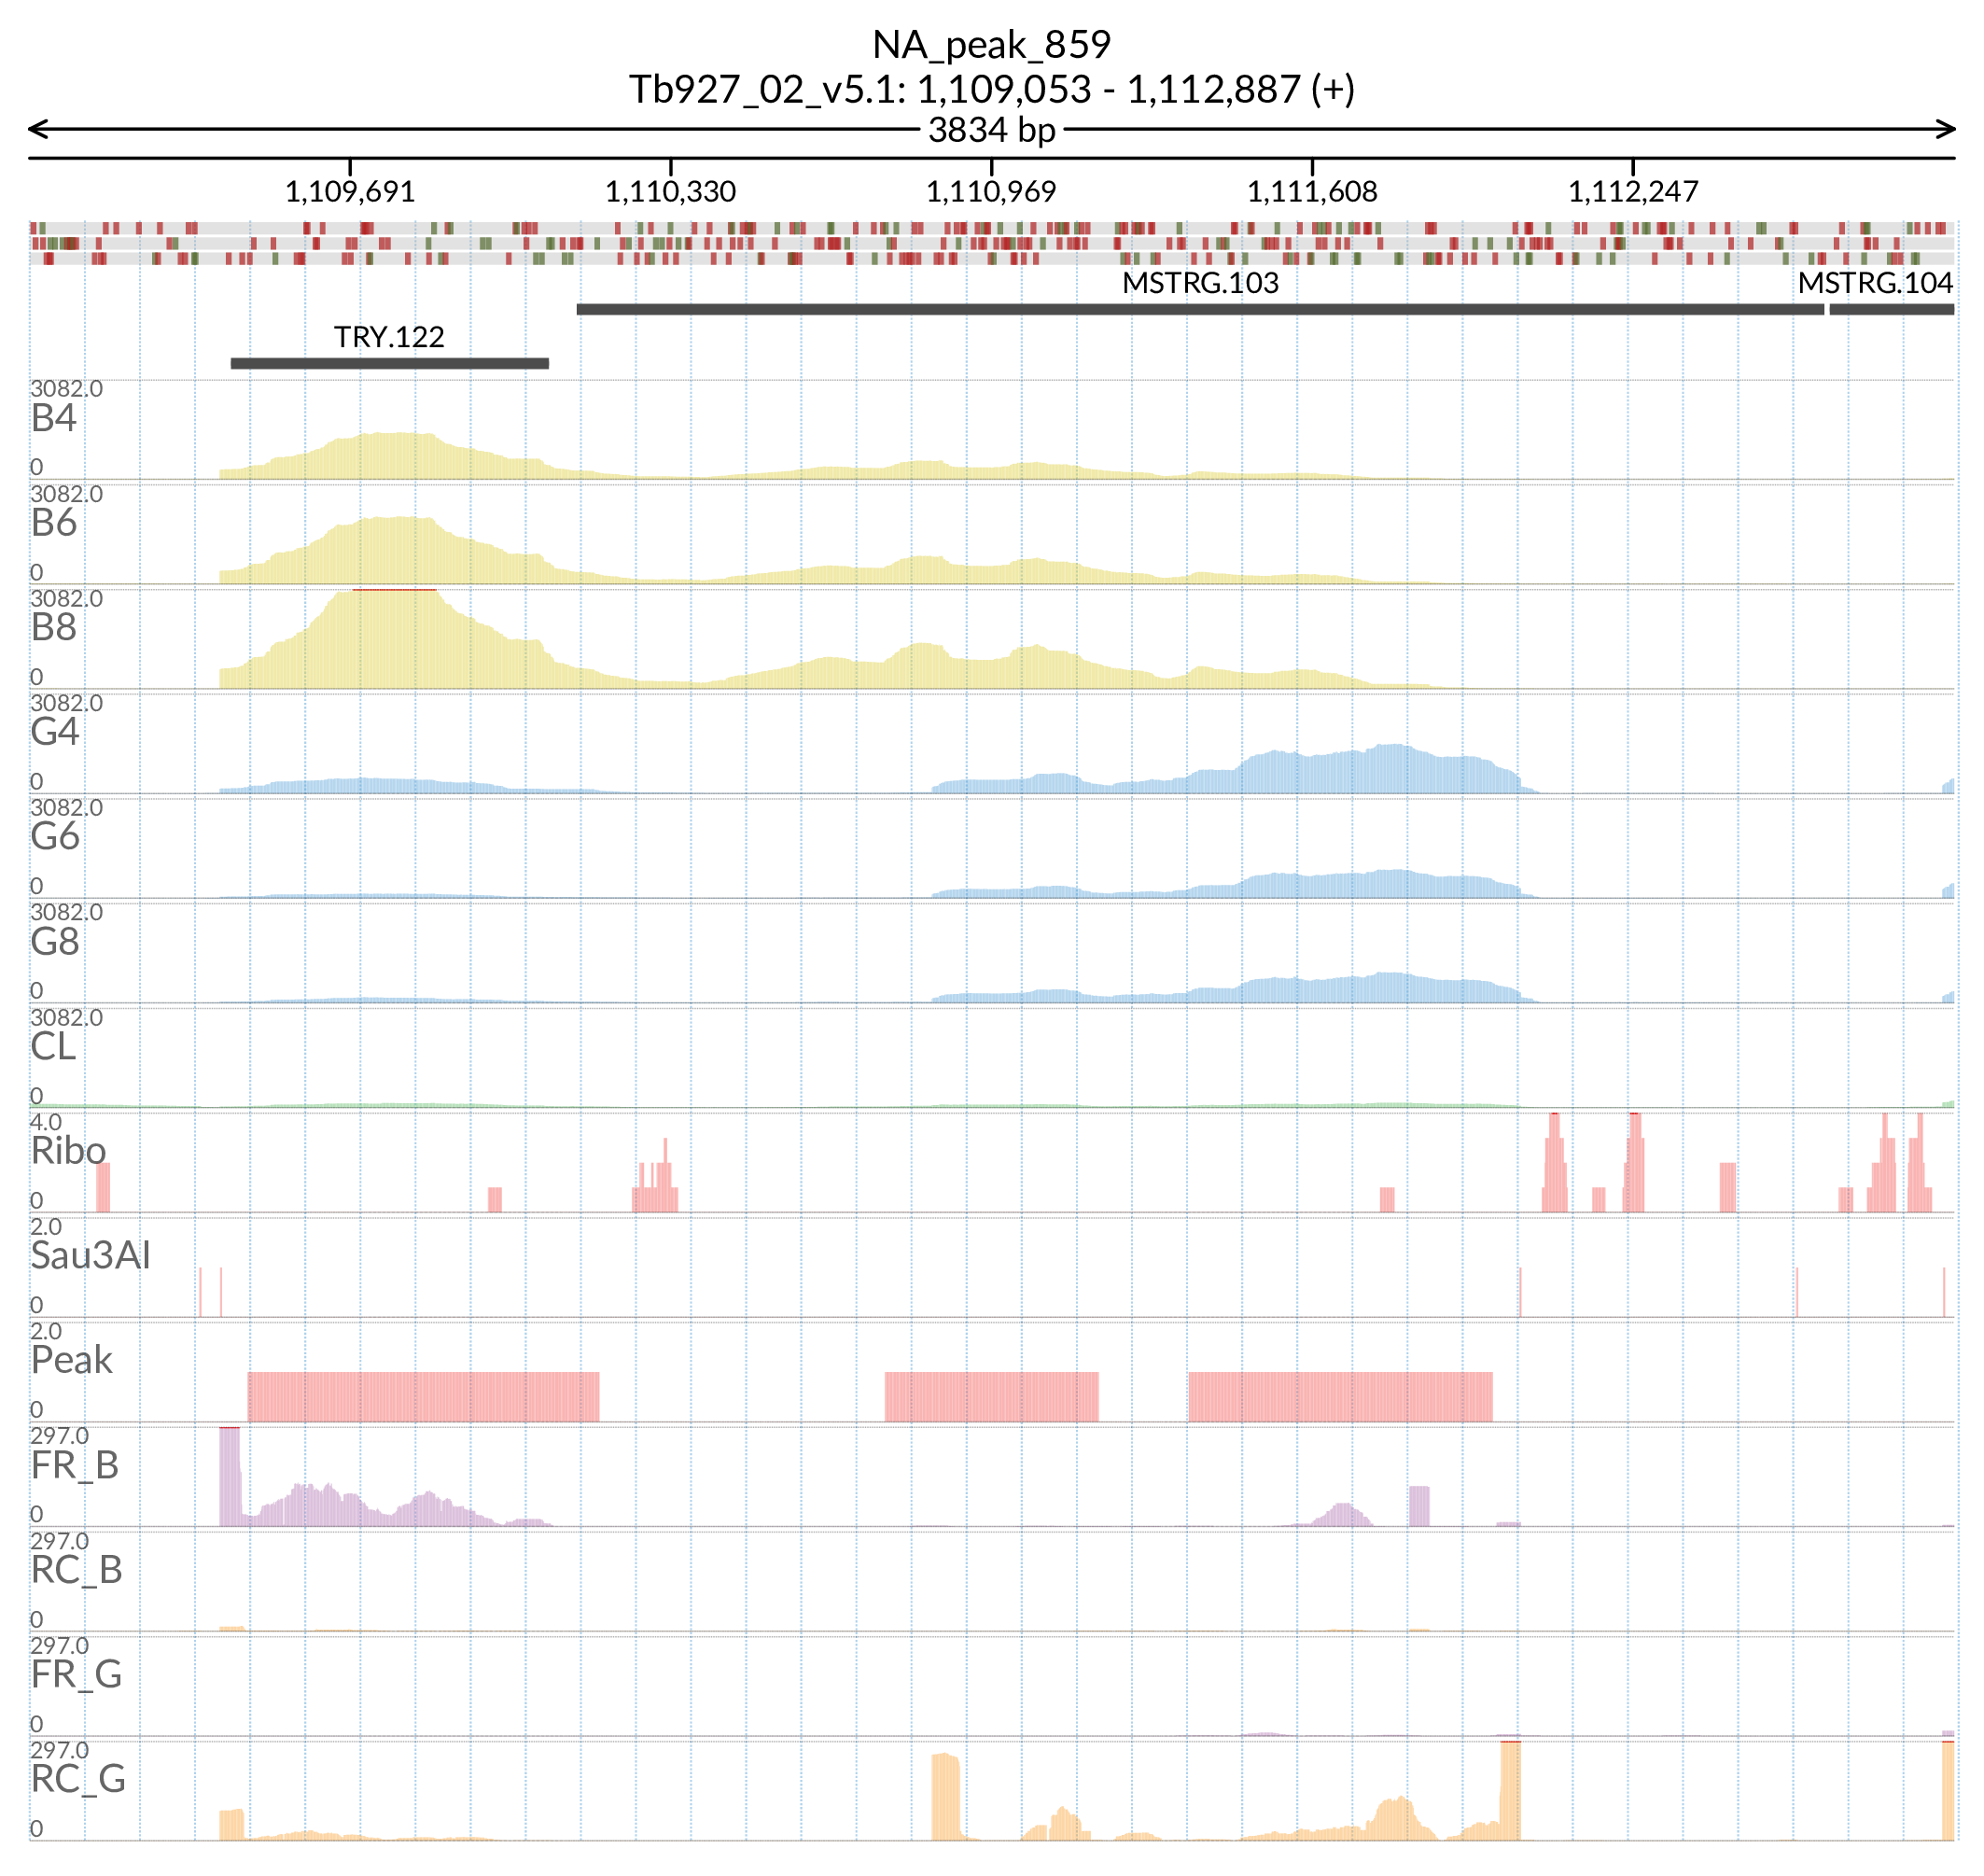 NA_peak_859
Tb927_02_v5.1: 1,109,053 - 1,112,887 (+)
3834 bp
1,109,691 1,110,330 1,110,969 1,111,608 1,112,247
MSTRG.103 MSTRG.104
TRY.122
3082.0
B4
0
3082.0
B6
0
3082.0
B8
0
3082.0
G4
0
3082.0
G6
0
3082.0
G8
0
3082.0
CL
0
4.0
Ribo
0
2.0
Sau3AI
0
2.0
Peak
0
297.0
FR_B
0
297.0
RC_B
0
297.0
FR_G
0
297.0
RC_G
0